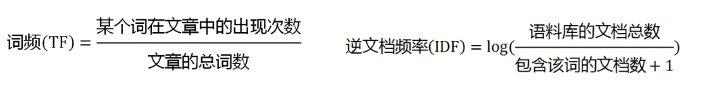 词频(TF) = 某个词在文章中的出现次数 / 文章的总词数
逆文档频率(IDF) = log(语料库的文档总数 / 包含该词的文档数 + 1)